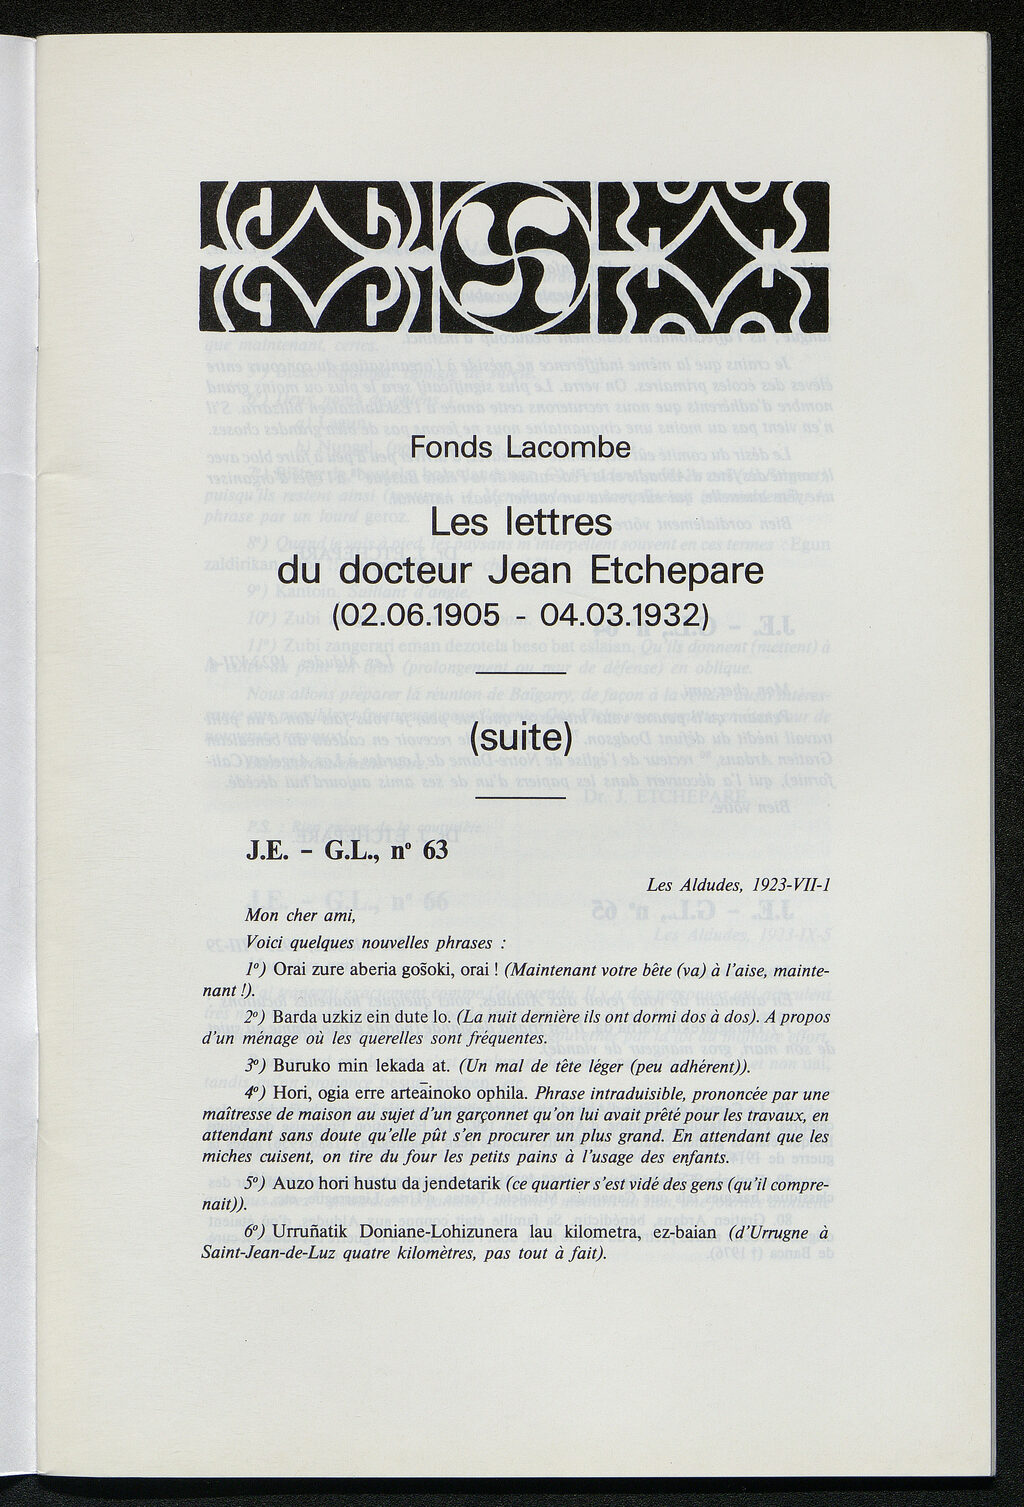 Fonds Lacombe
Les lettres
du docteur Jean Etchepare
(02.06.1905 - 04.03.1932)
(suite)
J.E. – G.L., nº 63
Les Aldudes, 1923-VII-1
Mon cher ami,
Voici quelques nouvelles phrases :
1º) Orai zure aberia gos̃oki, orai ! (Maintenant votre bête (va) à l'aise, mainte-
nant !).
2º) Barda uzkiz ein dute lo. (La nuit dernière ils ont dormi dos à dos). A propos
d'un ménage où les querelles sont fréquentes.
3º) Buruko min lekada at. (Un mal de tête léger (peu adhérent)).
4º) Hori, ogia erre arteãinoko ophila. Phrase intraduisible, prononcée par une
maîtresse de maison au sujet d'un garçonnet qu'on lui avait prêté pour les travaux, en
attendant sans doute qu'elle pût s'en procurer un plus grand. En attendant que les
miches cuisent, on tire du four les petits pains à l'usage des enfants.
5º) Auzo hori hustu da jendetarik (ce quartier s'est vidé des gens (qu'il compre-
nait)).
6º) Urruñatik Doniane-Lohizunera lau kilometra, ez-baian (d'Urrugne à
Saint-Jean-de-Luz quatre kilomètres, pas tout à fait).